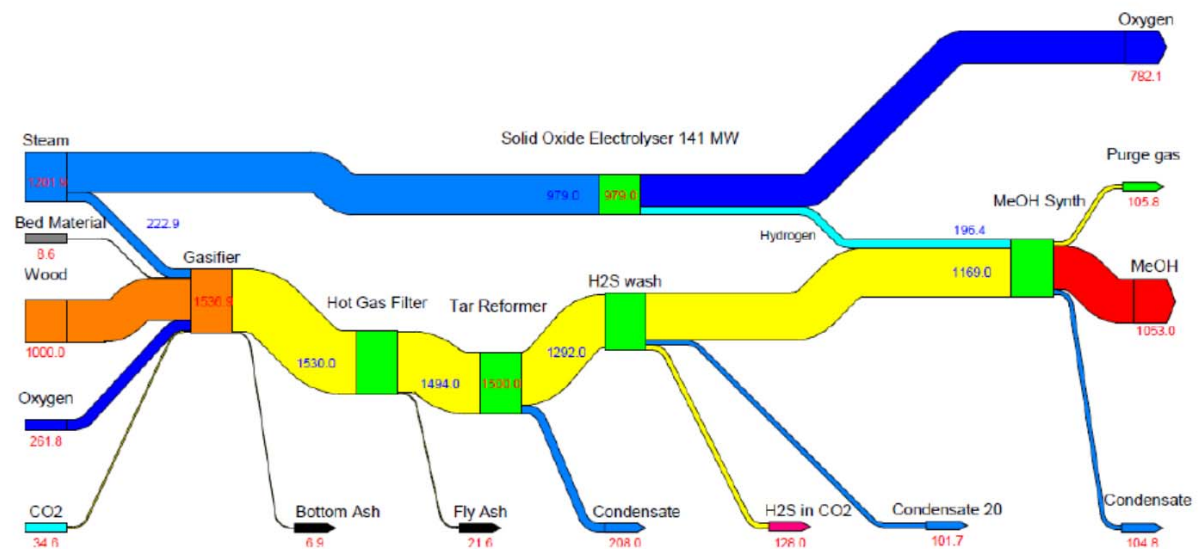 Oxygen
782.1
Solid Oxide Electrolyser 141 MW
Steam
1201.9
979.0
979.0
Purge gas
105.8
MeOH Synth
222.9
Bed Material
8.6
Hydrogen
196.4
Gasifier
Wood
1536.9
Hot Gas Filter
Tar Reformer
H2S wash
1169.0
MeOH
1053.0
1000.0
1530.0
1494.0
1500.0
1292.0
Oxygen
261.8
CO2
34.6
Bottom Ash
6.9
Fly Ash
21.6
Condensate
208.0
H2S in CO2
128.0
Condensate 20
101.7
Condensate
104.8